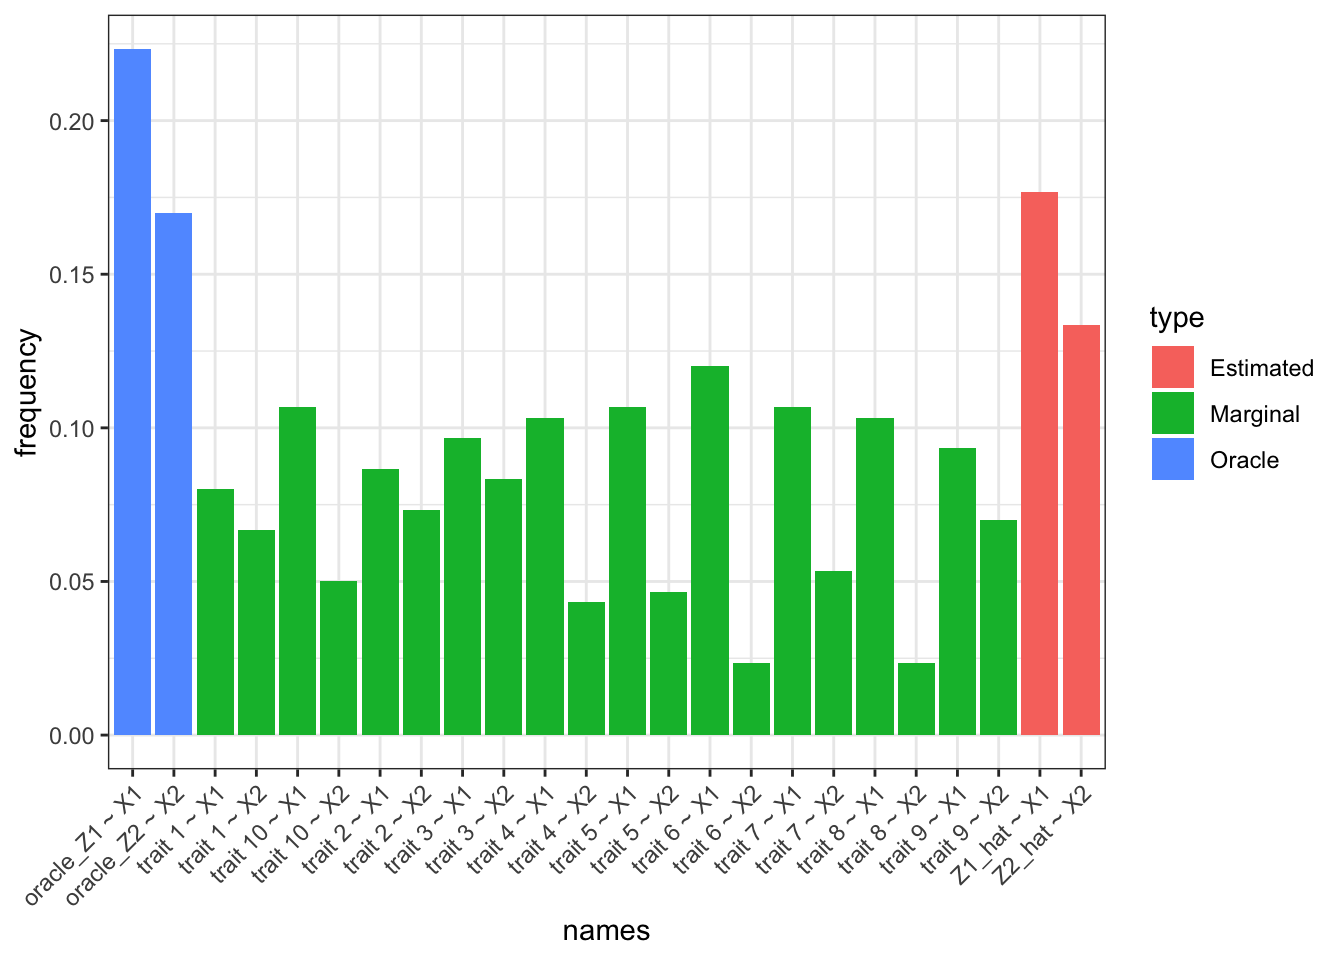 0.20
0.15
0.10
0.05
0.00
frequency
oracle_Z1 ~ X1
oracle_Z2 ~ X2
trait 1 ~ X1
trait 1 ~ X2
trait 10 ~ X1
trait 10 ~ X2
trait 2 ~ X1
trait 2 ~ X2
trait 3 ~ X1
trait 3 ~ X2
trait 4 ~ X1
trait 4 ~ X2
trait 5 ~ X1
trait 5 ~ X2
trait 6 ~ X1
trait 6 ~ X2
trait 7 ~ X1
trait 7 ~ X2
trait 8 ~ X1
trait 8 ~ X2
trait 9 ~ X1
trait 9 ~ X2
Z1_hat ~ X1
Z2_hat ~ X2
names
type
Estimated
Marginal
Oracle